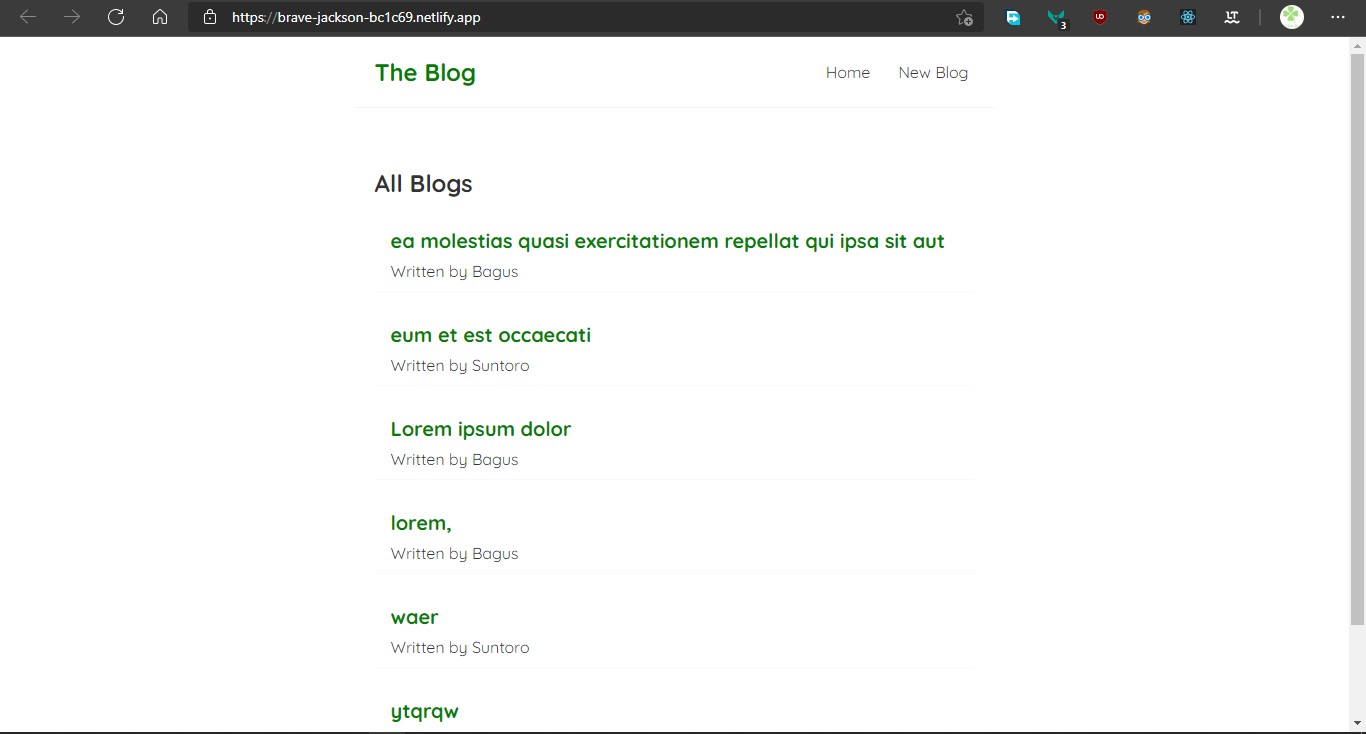 https://brave-jackson-bc1c69.netlify.app
3
UD
LT
The Blog
Home
New Blog
All Blogs
ea molestias quasi exercitationem repellat qui ipsa sit aut
Written by Bagus
eum et est occaecati
Written by Suntoro
Lorem ipsum dolor
Written by Bagus
lorem,
Written by Bagus
waer
Written by Suntoro
ytqrqw